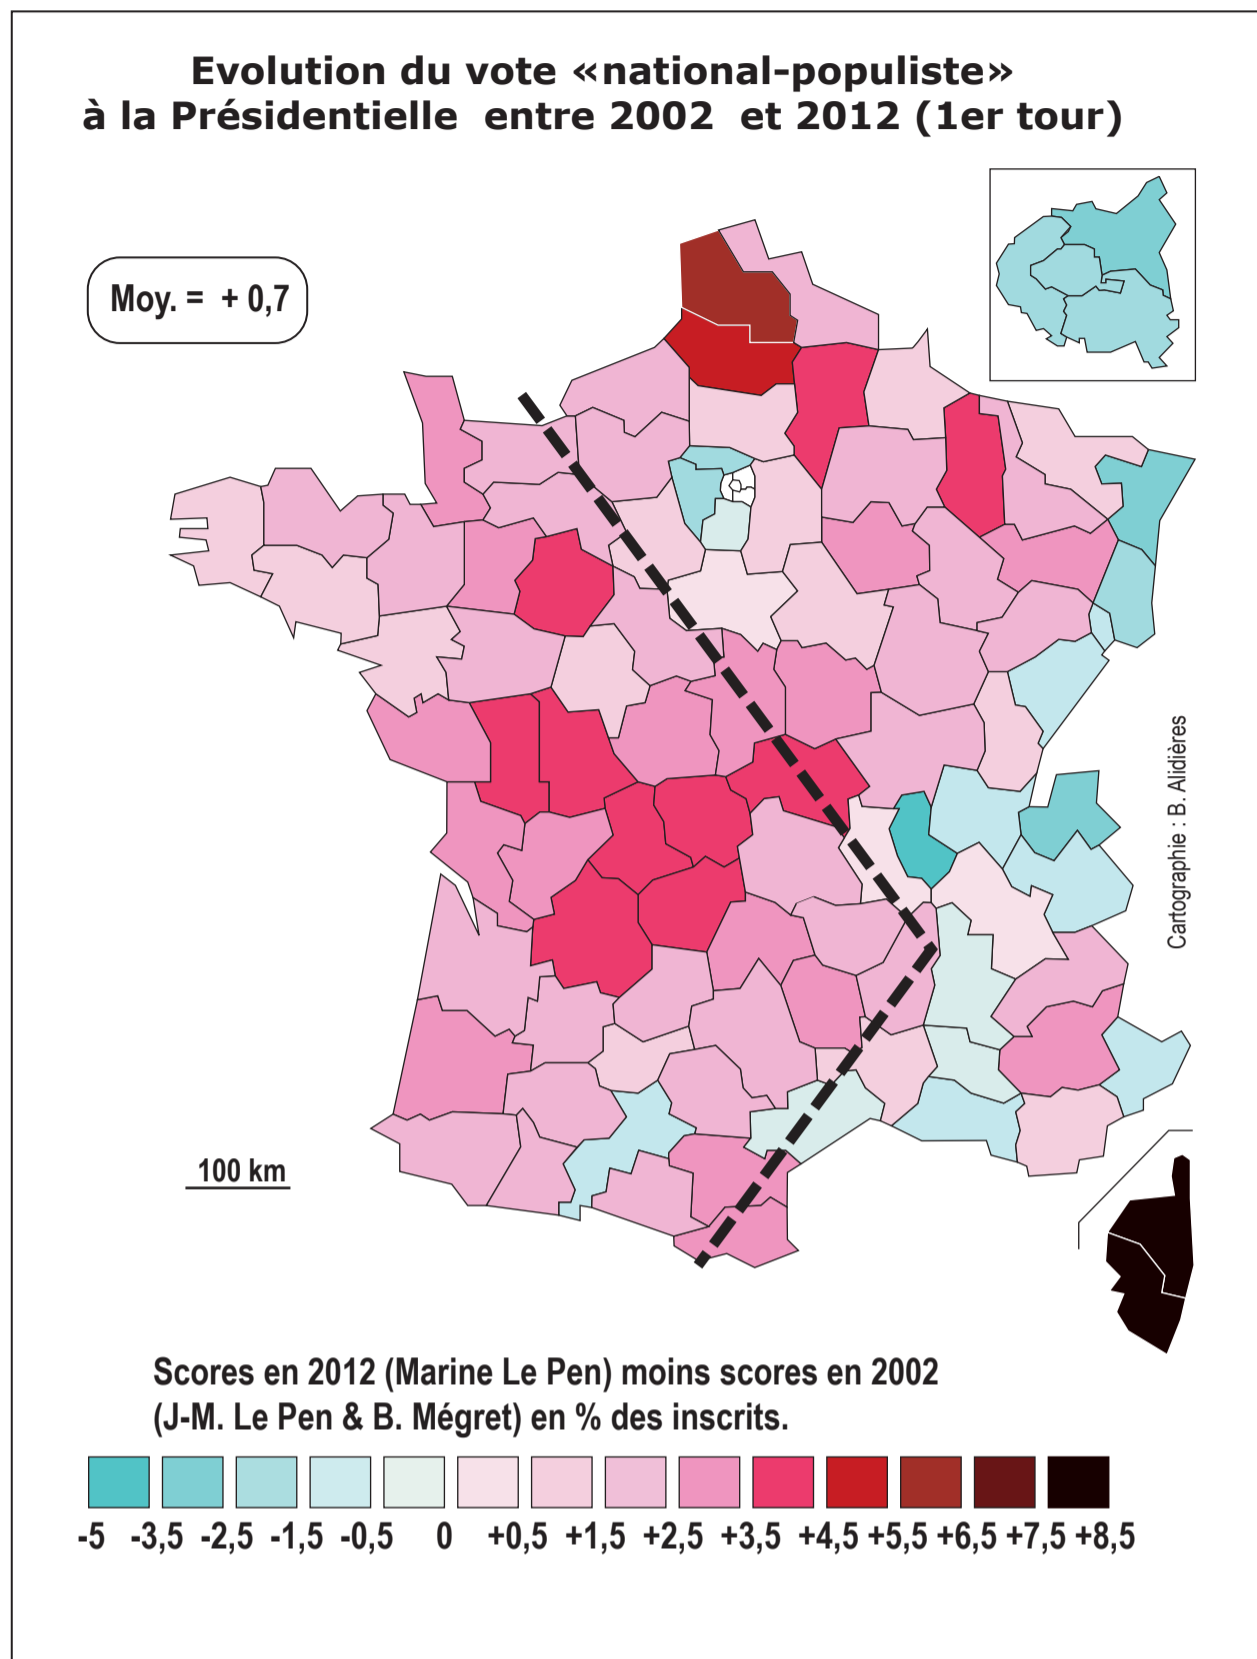 Evolution du vote «national-populiste»
à la Présidentielle entre 2002 et 2012 (1er tour)
Moy. = + 0,7
Cartographie : B. Alidières
100 km
Scores en 2012 (Marine Le Pen) moins scores en 2002
(J-M. Le Pen & B. Mégret) en % des inscrits.
-5 -3,5 -2,5 -1,5 -0,5 0 +0,5 +1,5 +2,5 +3,5 +4,5 +5,5 +6,5 +7,5 +8,5